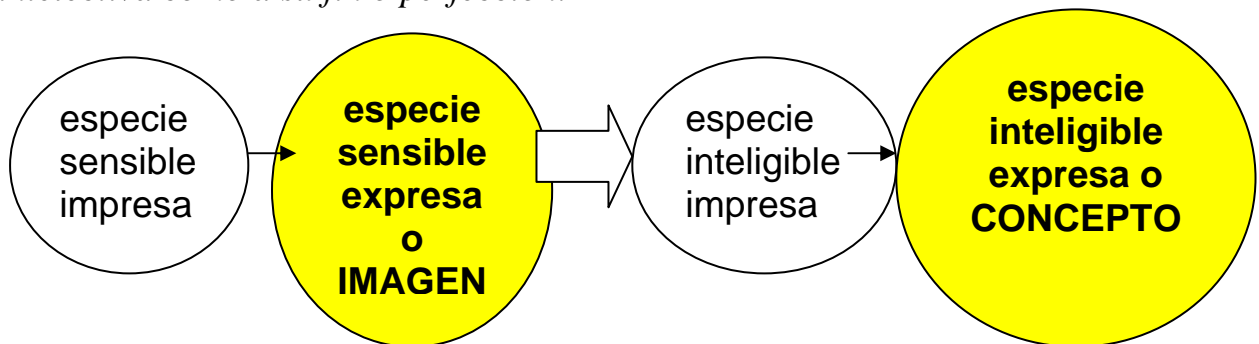 especie
sensible
impresa
especie
sensible
expresa
o
IMAGEN
especie
inteligible
impresa
especie
inteligible
expresa o
CONCEPTO